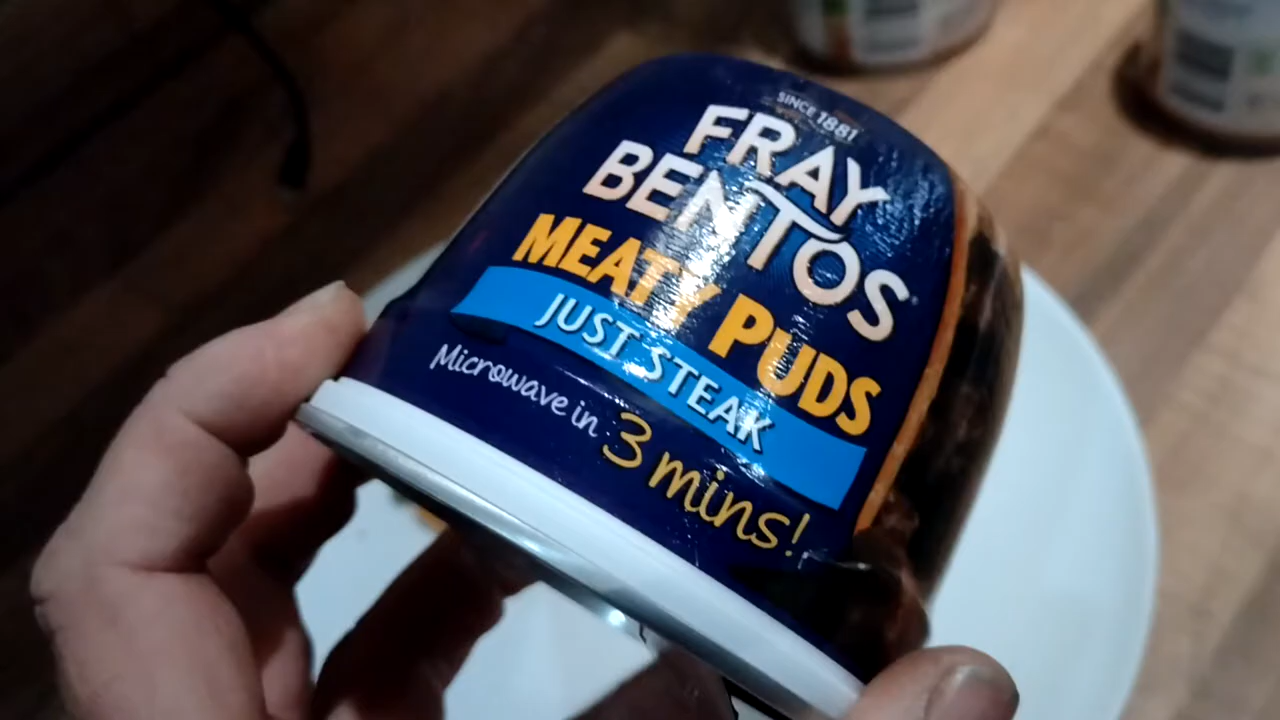 SINCE 1881
FRAY
BENTOS
MEATY PUDS
JUST STEAK
Microwave in 3 mins!